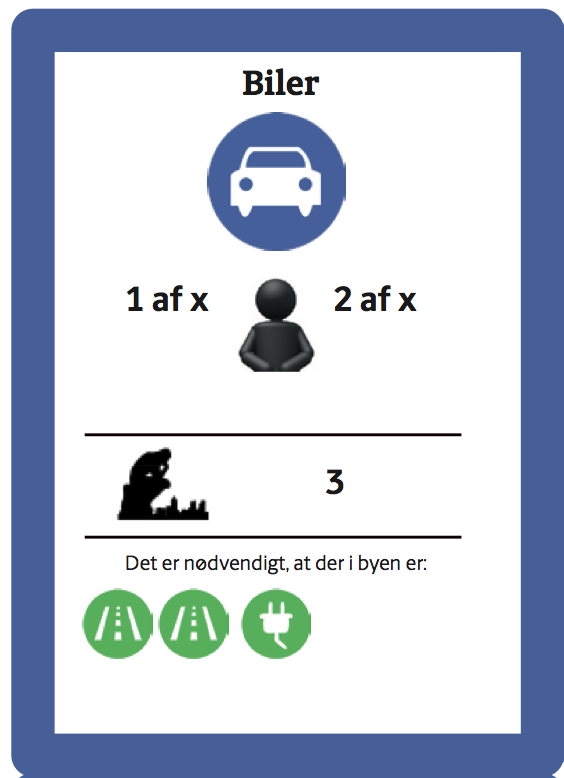 Biler
1 af x 2 af x
3
Det er nødvendigt, at der i byen er: